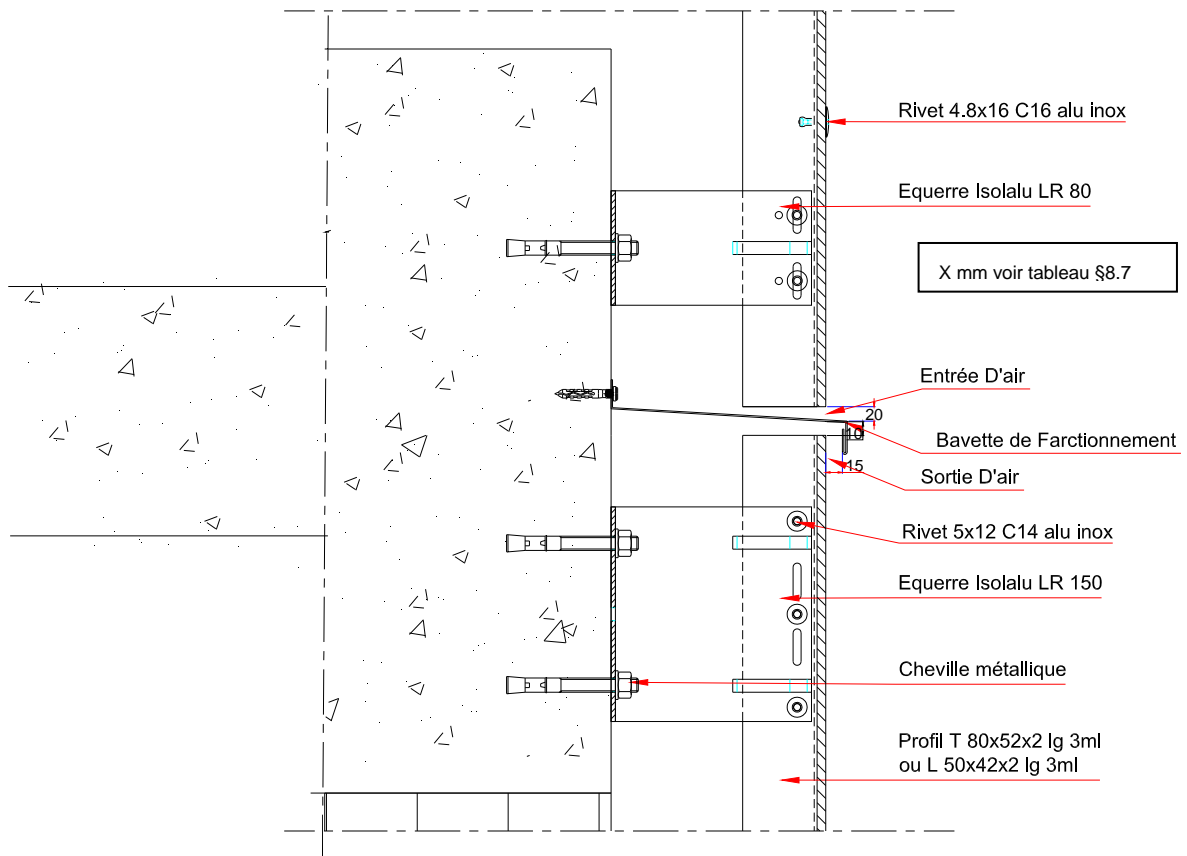 Rivet 4.8x16 C16 alu inox
Equerre Isolalu LR 80
X mm voir tableau §8.7
Entrée D'air
20
Bavette de Farctionnement
10
15
Sortie D'air
Rivet 5x12 C14 alu inox
Equerre Isolalu LR 150
Cheville métallique
Profil T 80x52x2 lg 3ml
ou L 50x42x2 lg 3ml